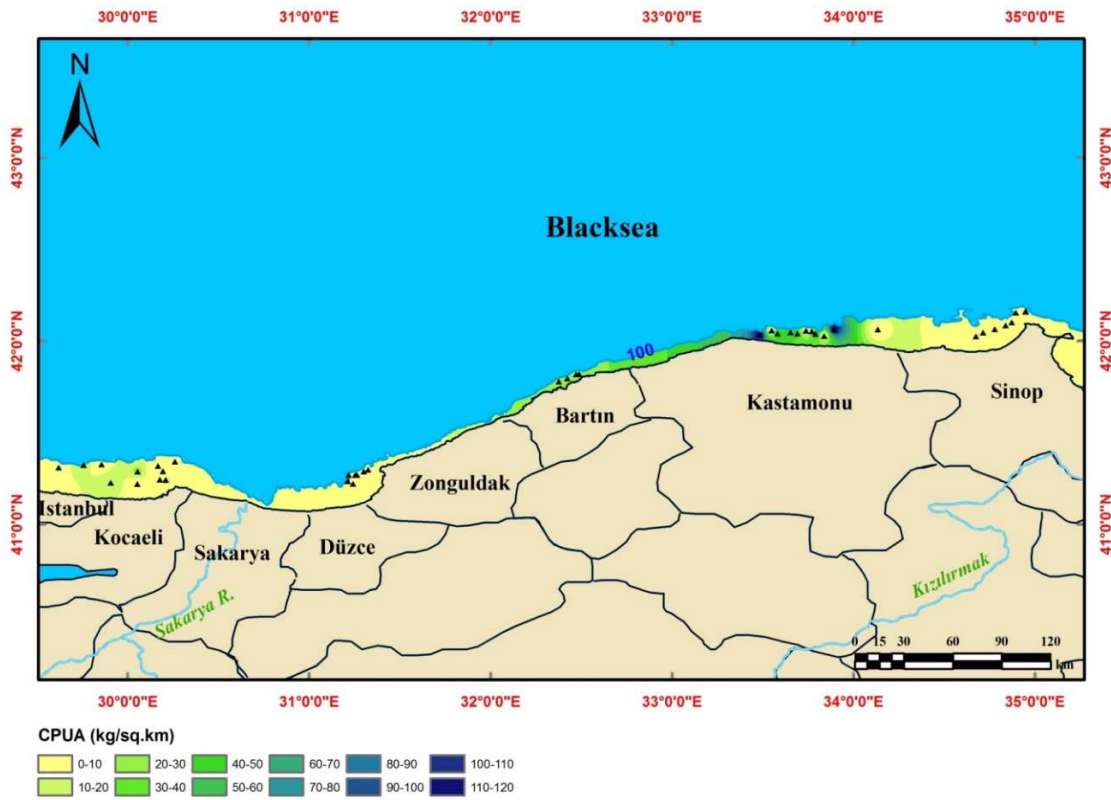 30°0'0"E 31°0'0"E 32°0'0"E 33°0'0"E 34°0'0"E 35°0'0"E
N
43°0'0"N 43°0'0"N
Blacksea
42°0'0"N 42°0'0"N
100
Sinop
Kastamonu
Bartın
Zonguldak
Istanbul
41°0'0"N 41°0'0"N
Kocaeli
Sakarya Düzce
Kızılırmak
Sakarya R.
0 15 30 60 90 120
km
30°0'0"E 31°0'0"E 32°0'0"E 33°0'0"E 34°0'0"E 35°0'0"E
CPUA (kg/sq.km)
0-10 20-30 40-50 60-70 80-90 100-110
10-20 30-40 50-60 70-80 90-100 110-120